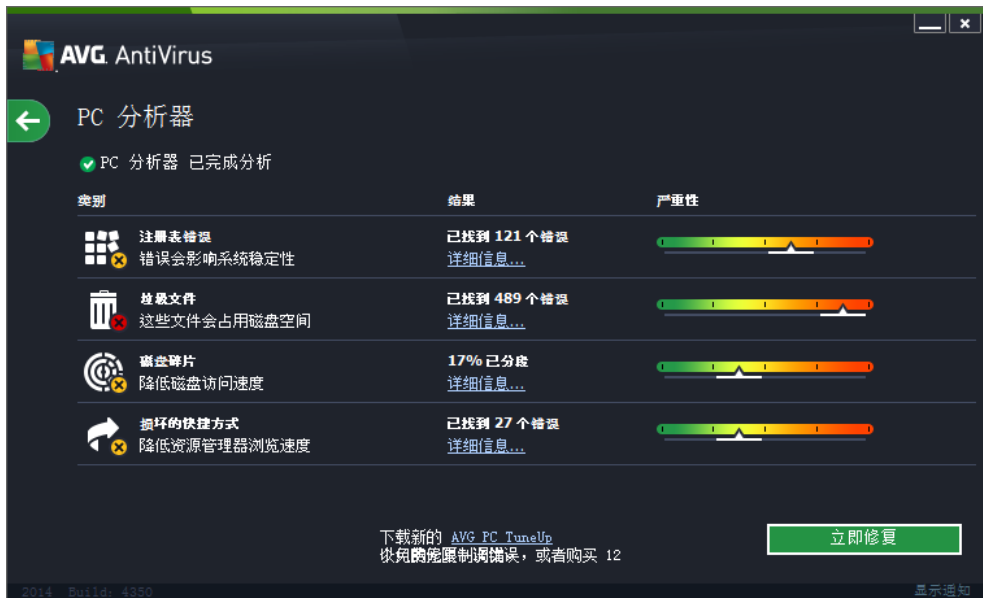 AVG. AntiVirus
PC 分析器
PC 分析器 已完成分析
类别 结果 严重性
注册表错误 已找到 121 个错误
错误会影响系统稳定性 详细信息...
垃圾文件 已找到 489 个错误
这些文件会占用磁盘空间 详细信息...
磁盘碎片 17% 已分段
降低磁盘访问速度 详细信息...
损坏的快捷方式 已找到 27 个错误
降低资源管理器浏览速度 详细信息...
下载新的 AVG PC TuneUp
，或者购买 12
立即修复
2014 Build: 4350 显示通知